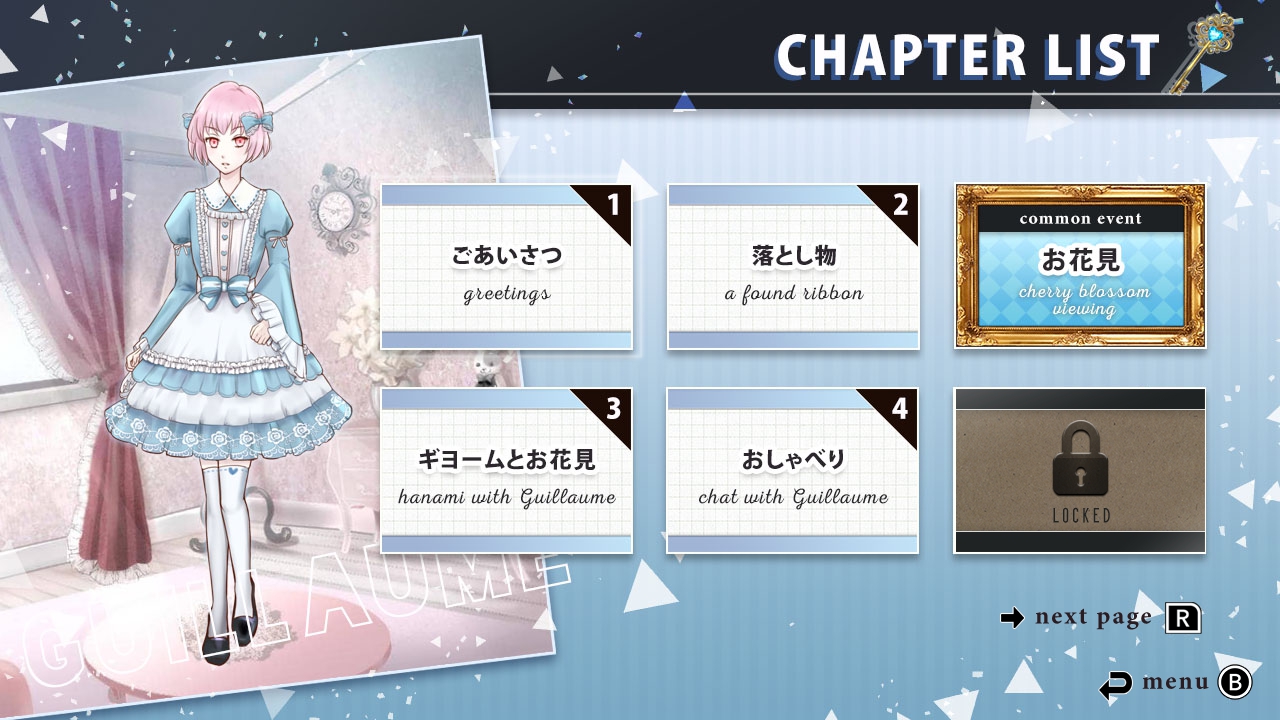 CHAPTER LIST
1
ごあいさつ
greetings
2
落とし物
a found ribbon
common event
お花見
cherry blossom
viewing
3
ギヨームとお花見
hanami with Guillaume
4
おしゃべり
chat with Guillaume
LOCKED
GUILLAUME
next page R
menu B